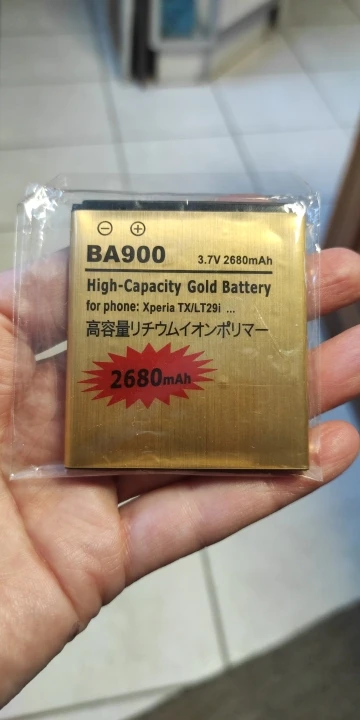 ⊖ ⊕
BA900 3.7V 2680mAh
High-Capacity Gold Battery
for phone: Xperia TX/LT29i ...
高容量リチウムイオンポリマー
2680mAh